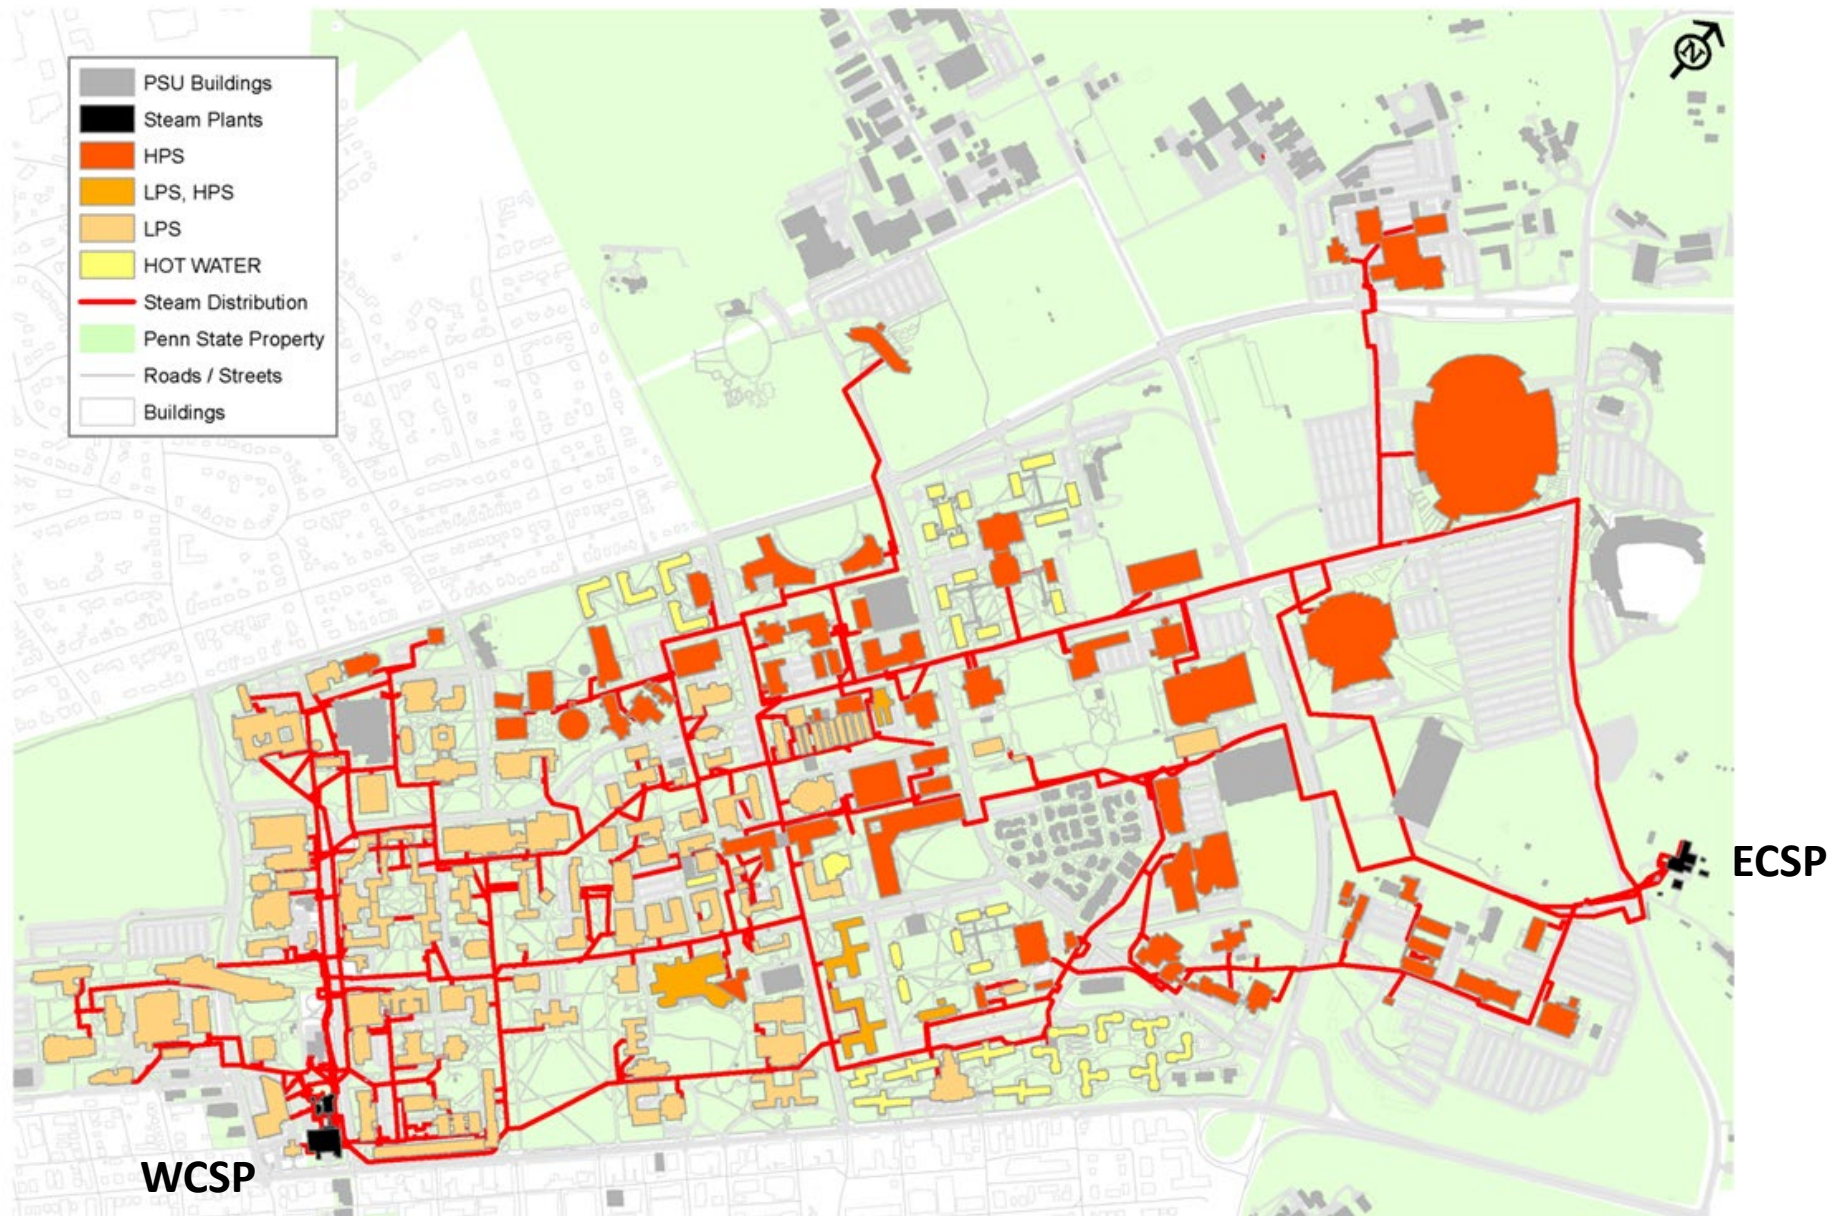 PSU Buildings
Steam Plants
HPS
LPS, HPS
LPS
HOT WATER
Steam Distribution
Penn State Property
Roads / Streets
Buildings
N
ECSP
WCSP